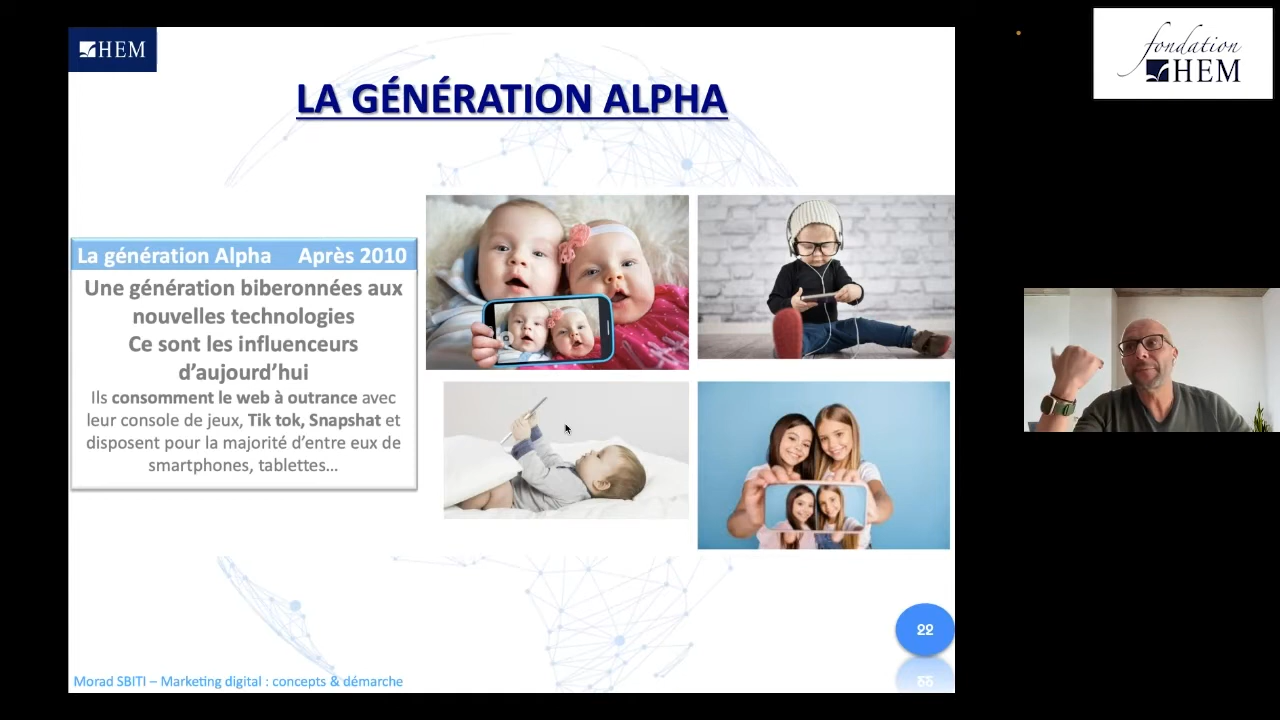 HEM
fondation
HEM
LA GÉNÉRATION ALPHA
La génération Alpha Après 2010
Une génération biberonnées aux
nouvelles technologies
Ce sont les influenceurs
d’aujourd’hui
Ils consomment le web à outrance avec
leur console de jeux, Tik tok, Snapshat et
disposent pour la majorité d’entre eux de
smartphones, tablettes…
22
Morad SBITI – Marketing digital : concepts & démarche